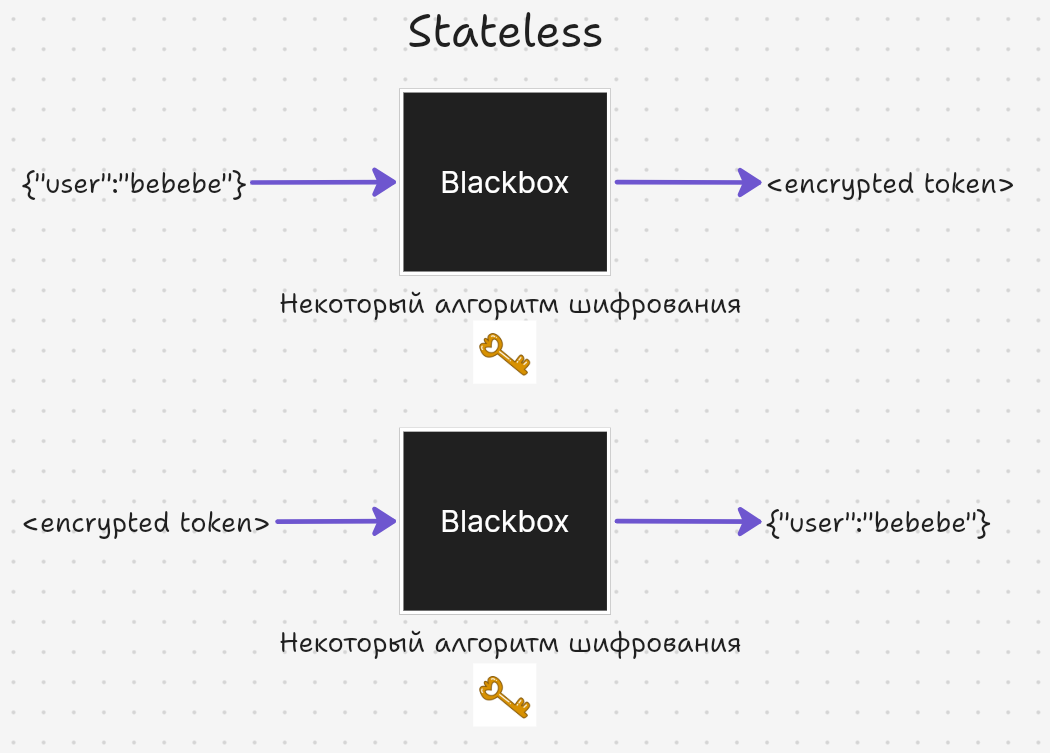 Stateless
{"user":"bebebe"}
Blackbox
<encrypted token>
Некоторый алгоритм шифрования
<encrypted token>
Blackbox
{"user":"bebebe"}
Некоторый алгоритм шифрования